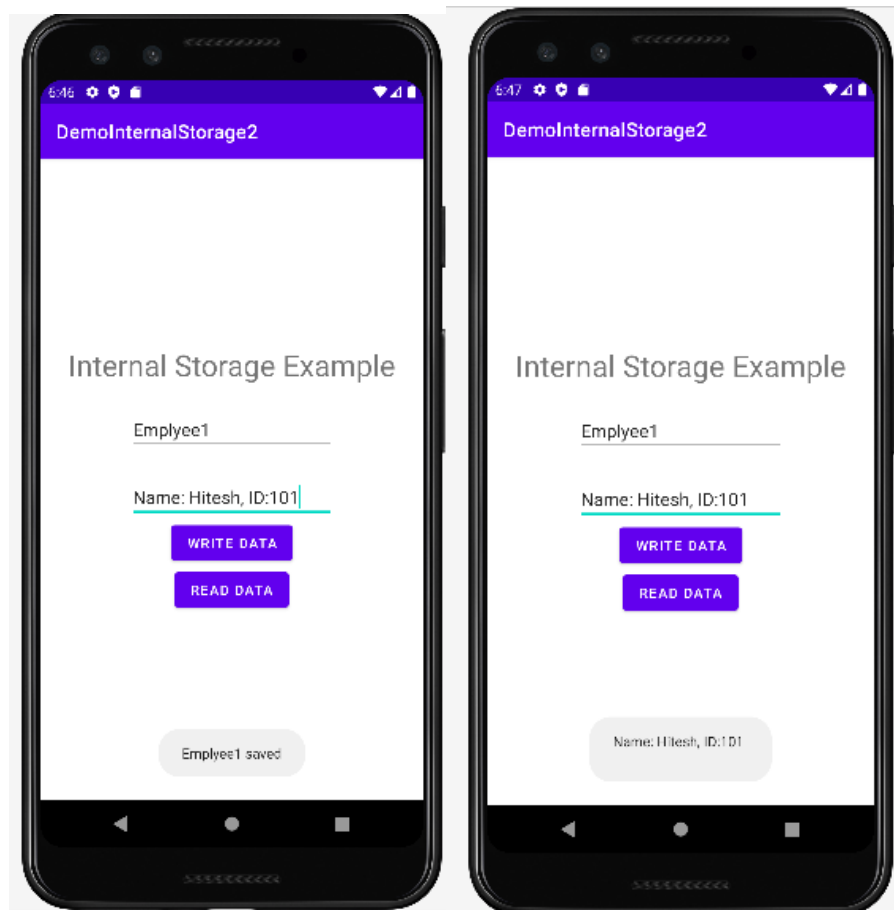 6:46
DemoInternalStorage2
Internal Storage Example
Emplyee1
Name: Hitesh, ID:101
WRITE DATA
READ DATA
Emplyee1 saved
6:47
DemoInternalStorage2
Internal Storage Example
Emplyee1
Name: Hitesh, ID:101
WRITE DATA
READ DATA
Name: Hitesh, ID:101